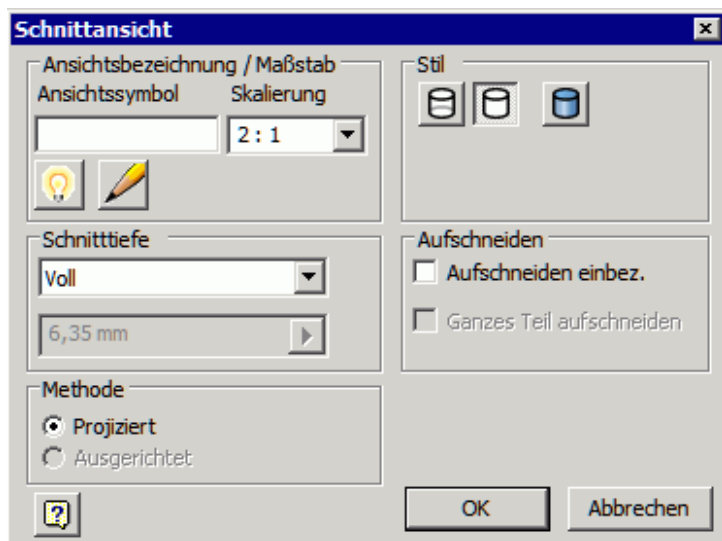 Schnittansicht
Ansichtsbezeichnung / Maßstab
Ansichtssymbol
Skalierung
2 : 1
Stil
Schnitttiefe
Voll
6,35 mm
Aufschneiden
Aufschneiden einbez.
Ganzes Teil aufschneiden
Methode
Projiziert
Ausgerichtet
OK
Abbrechen